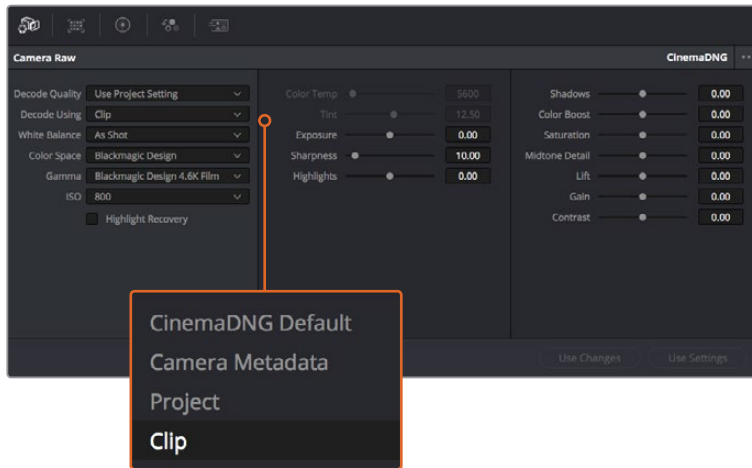 Camera Raw
CinemaDNG
Decode Quality Use Project Setting
Decode Using Clip
White Balance As Shot
Color Space Blackmagic Design
Gamma Blackmagic Design 4.6K Film
ISO 800
Highlight Recovery
Color Temp 5600
Tint 12.50
Exposure 0.00
Sharpness 10.00
Highlights 0.00
Shadows 0.00
Color Boost 0.00
Saturation 0.00
Midtone Detail 0.00
Lift 0.00
Gain 0.00
Contrast 0.00
Use Changes
Use Settings
CinemaDNG Default
Camera Metadata
Project
Clip